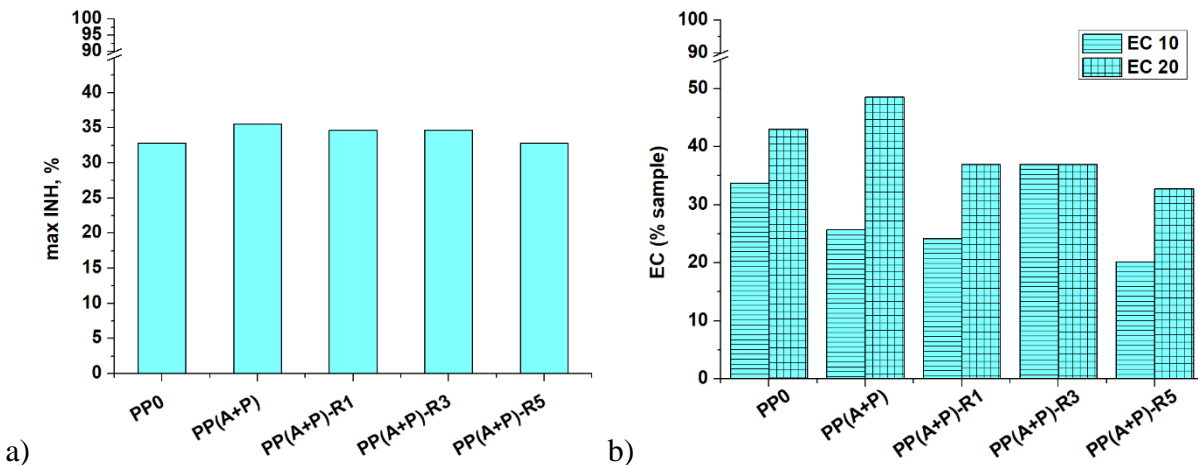 max INH, %
100
95
90
40
35
30
25
20
15
10
5
0
PP0
PP(A+P)
PP(A+P)-R1
PP(A+P)-R3
PP(A+P)-R5
a)
EC (% sample)
100
90
50
40
30
20
10
0
EC 10
EC 20
PP0
PP(A+P)
PP(A+P)-R1
PP(A+P)-R3
PP(A+P)-R5
b)